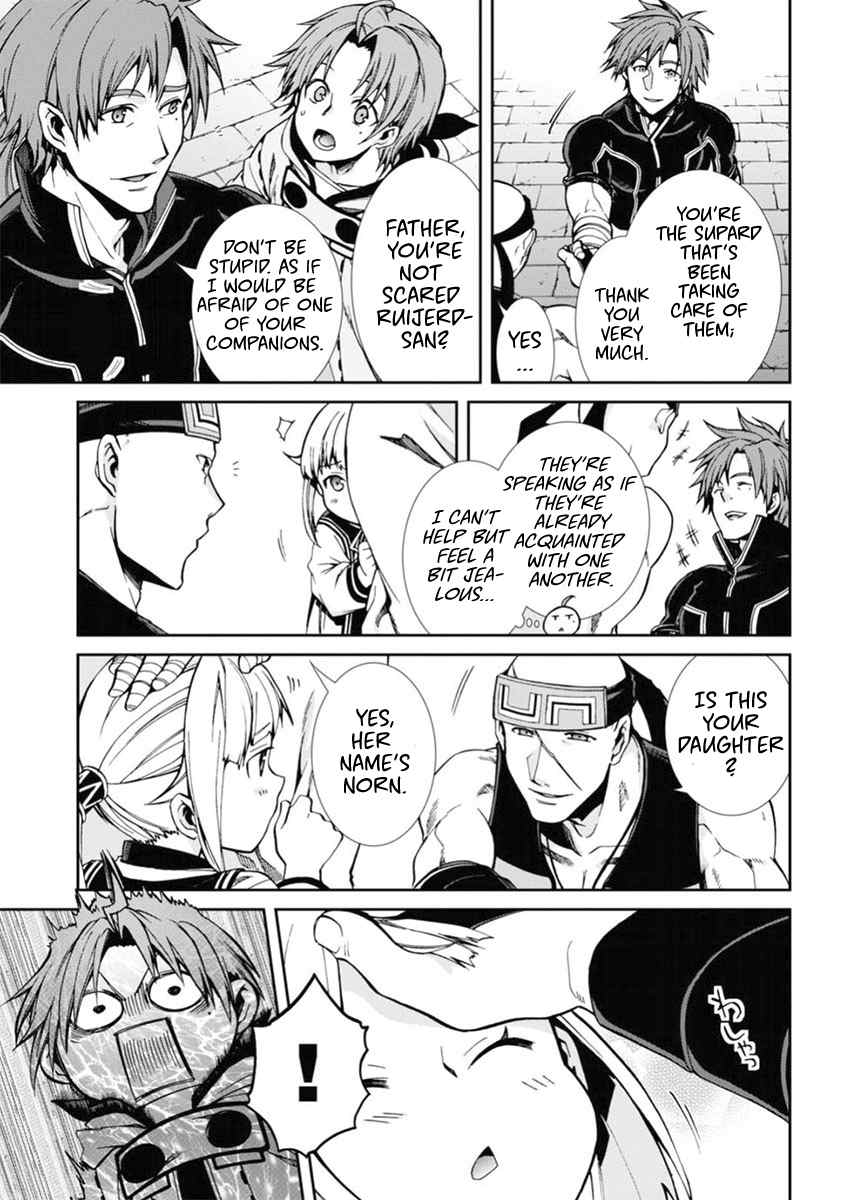 YOU'RE
THE SUPARD
THAT'S
BEEN
TAKING
CARE OF
THEM;
THANK
YOU
VERY
MUCH.
YES
...
FATHER,
YOU'RE
NOT
SCARED
RUIJERD-
SAN?
DON'T BE
STUPID. AS IF
I WOULD BE
AFRAID OF ONE
OF YOUR
COMPANIONS.
THEY'RE
SPEAKING AS IF
THEY'RE
ALREADY
ACQUAINTED
WITH ONE
ANOTHER.
I CAN'T
HELP BUT
FEEL A
BIT JEA-
LOUS...
IS THIS
YOUR
DAUGHTER
?
YES,
HER
NAME'S
NORN.
わしゃっ
!